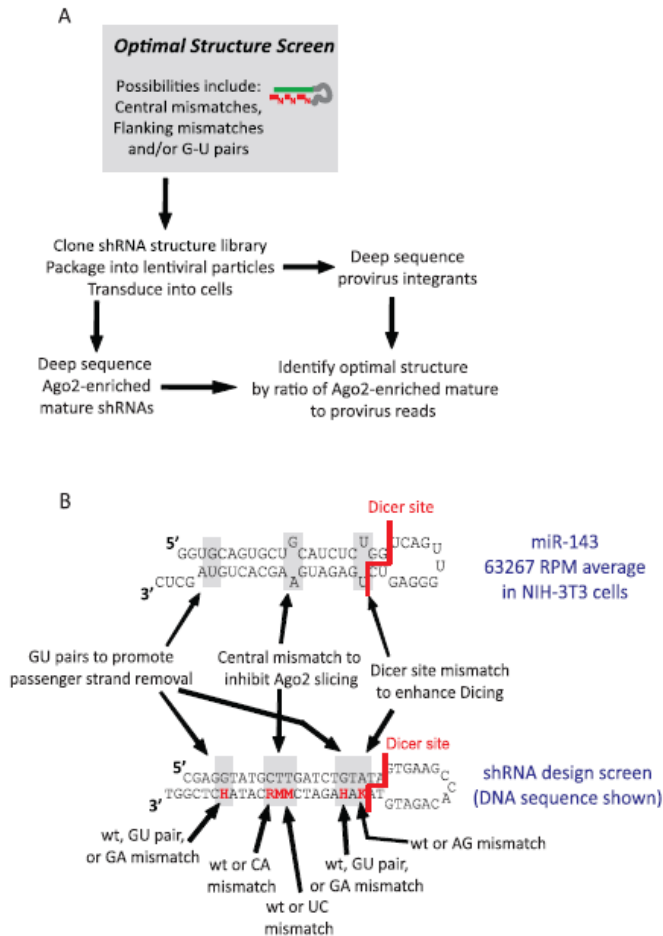 A
Optimal Structure Screen
Possibilities include:
Central mismatches,
Flanking mismatches
and/or G-U pairs
N N N
Clone shRNA structure library
Package into lentiviral particles
Transduce into cells
Deep sequence
provirus integrants
Deep sequence
Ago2-enriched
mature shRNAs
Identify optimal structure
by ratio of Ago2-enriched mature
to provirus reads
B
Dicer site
5'
G U
GGUGCAGUGCU CAUCUC GG UCAG U
U
CUCG AUGUCACGA GUAGAG CU GGGAG U
A U
3'
miR-143
63267 RPM average
in NIH-3T3 cells
GU pairs to promote
passenger strand removal
Central mismatch to
inhibit Ago2 slicing
Dicer site mismatch
to enhance Dicing
Dicer site
5'
CGAGGTATGCTTGATCTGTATA GTGAAG C
C
TGGCTCHATACRMMCTAGAHAKAT GTAGAC A
3'
shRNA design screen
(DNA sequence shown)
wt, GU pair,
or GA mismatch
wt or CA
mismatch
wt or UC
mismatch
wt, GU pair,
or GA mismatch
wt or AG mismatch